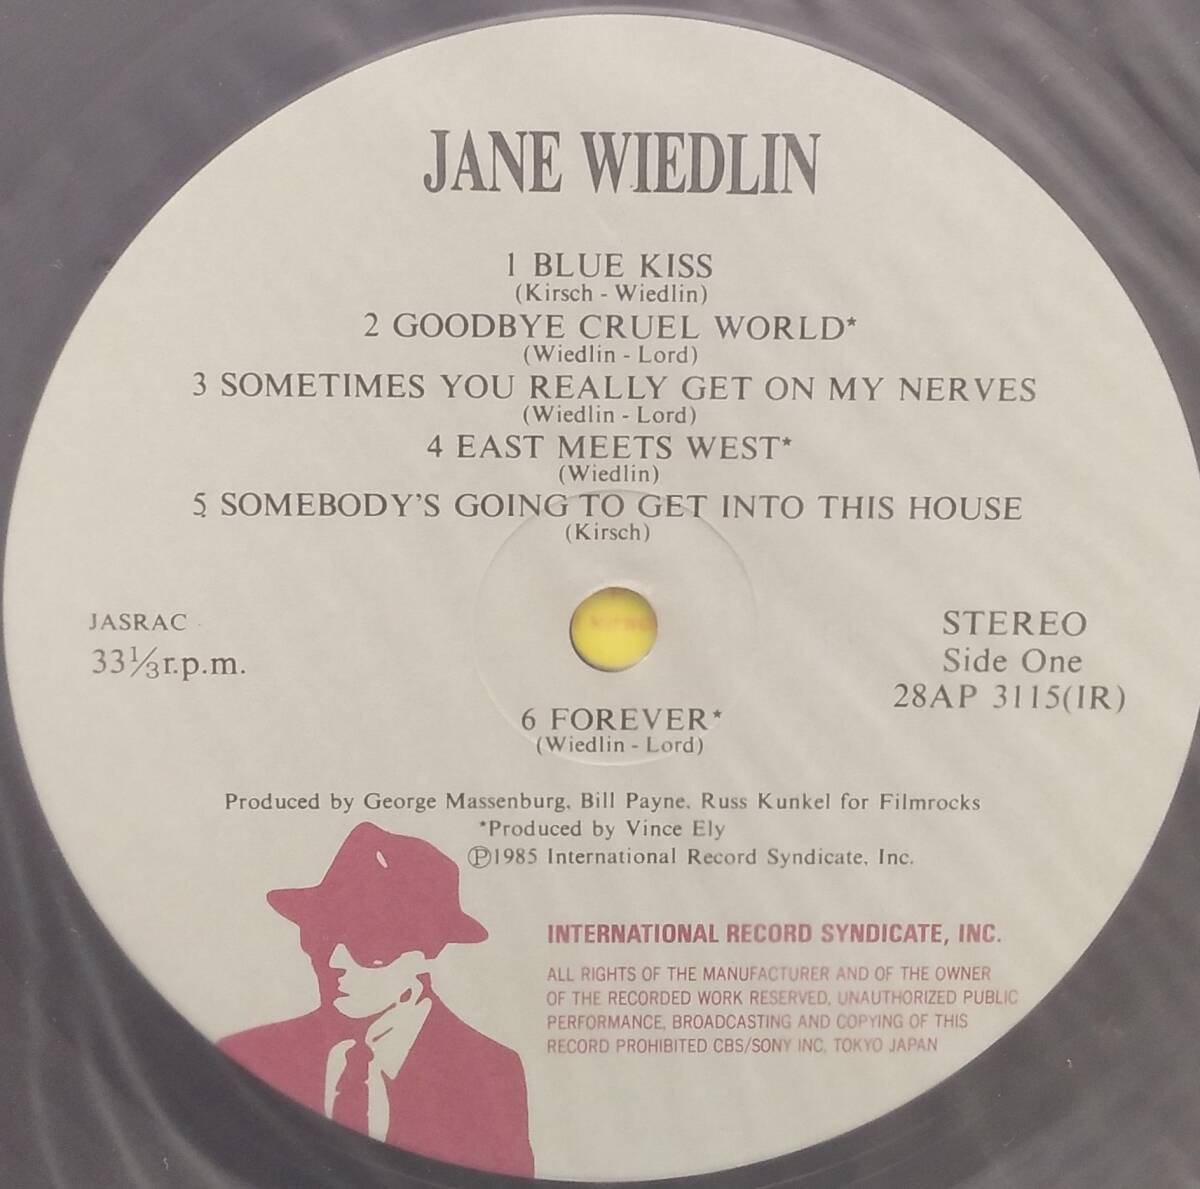 JANE WIEDLIN
1 BLUE KISS
(Kirsch - Wiedlin)
2 GOODBYE CRUEL WORLD*
(Wiedlin - Lord)
3 SOMETIMES YOU REALLY GET ON MY NERVES
(Wiedlin - Lord)
4 EAST MEETS WEST*
(Wiedlin)
5 SOMEBODY'S GOING TO GET INTO THIS HOUSE
(Kirsch)
JASRAC
33⅓r.p.m.
STEREO
Side One
28AP 3115(IR)
6 FOREVER*
(Wiedlin - Lord)
Produced by George Massenburg, Bill Payne, Russ Kunkel for Filmrocks
*Produced by Vince Ely
Ⓟ1985 International Record Syndicate, Inc.
INTERNATIONAL RECORD SYNDICATE, INC.
ALL RIGHTS OF THE MANUFACTURER AND OF THE OWNER
OF THE RECORDED WORK RESERVED, UNAUTHORIZED PUBLIC
PERFORMANCE, BROADCASTING AND COPYING OF THIS
RECORD PROHIBITED CBS/SONY INC, TOKYO JAPAN